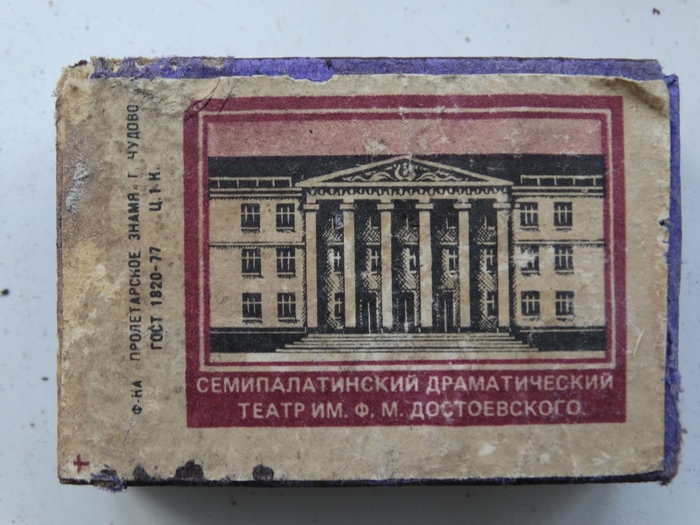 Ф-КА „ПРОЛЕТАРСКОЕ ЗНАМЯ„ Г. ЧУДОВО
ГОСТ 1820-77 Ц. 1 К.
СЕМИПАЛАТИНСКИЙ ДРАМАТИЧЕСКИЙ
ТЕАТР ИМ. Ф. М. ДОСТОЕВСКОГО.